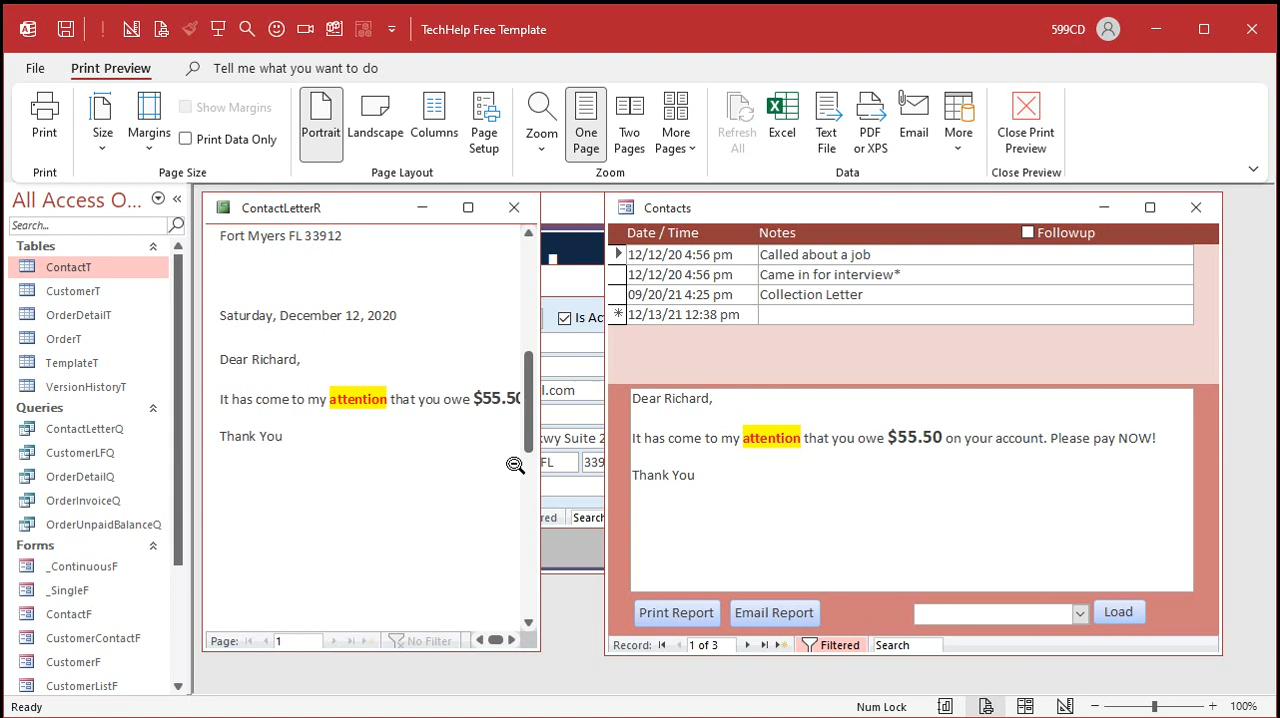 TechHelp Free Template
599CD
File
Print Preview
Tell me what you want to do
Print
Size
Margins
Show Margins
Print Data Only
Portrait
Landscape
Columns
Page Setup
Zoom
One Page
Two Pages
More Pages
Refresh All
Excel
Text File
PDF or XPS
Email
More
Close Print Preview
Print
Page Size
Page Layout
Zoom
Data
Close Preview
All Access O...
Search...
Tables
ContactT
CustomerT
OrderDetailT
OrderT
TemplateT
VersionHistoryT
Queries
ContactLetterQ
CustomerLFQ
OrderDetailQ
OrderInvoiceQ
OrderUnpaidBalanceQ
Forms
_ContinuousF
_SingleF
ContactF
CustomerContactF
CustomerF
CustomerListF
ContactLetterR
Fort Myers FL 33912
Saturday, December 12, 2020
Dear Richard,
It has come to my attention that you owe $55.50
Thank You
Page: 1 No Filter
Is Ac
l.com
kwy Suite 2
FL 339
red Search
Contacts
Date / Time Notes Followup
12/12/20 4:56 pm Called about a job
12/12/20 4:56 pm Came in for interview*
09/20/21 4:25 pm Collection Letter
* 12/13/21 12:38 pm
Dear Richard,
It has come to my attention that you owe $55.50 on your account. Please pay NOW!
Thank You
Print Report Email Report Load
Record: 1 of 3 Filtered Search
Ready
Num Lock
100%